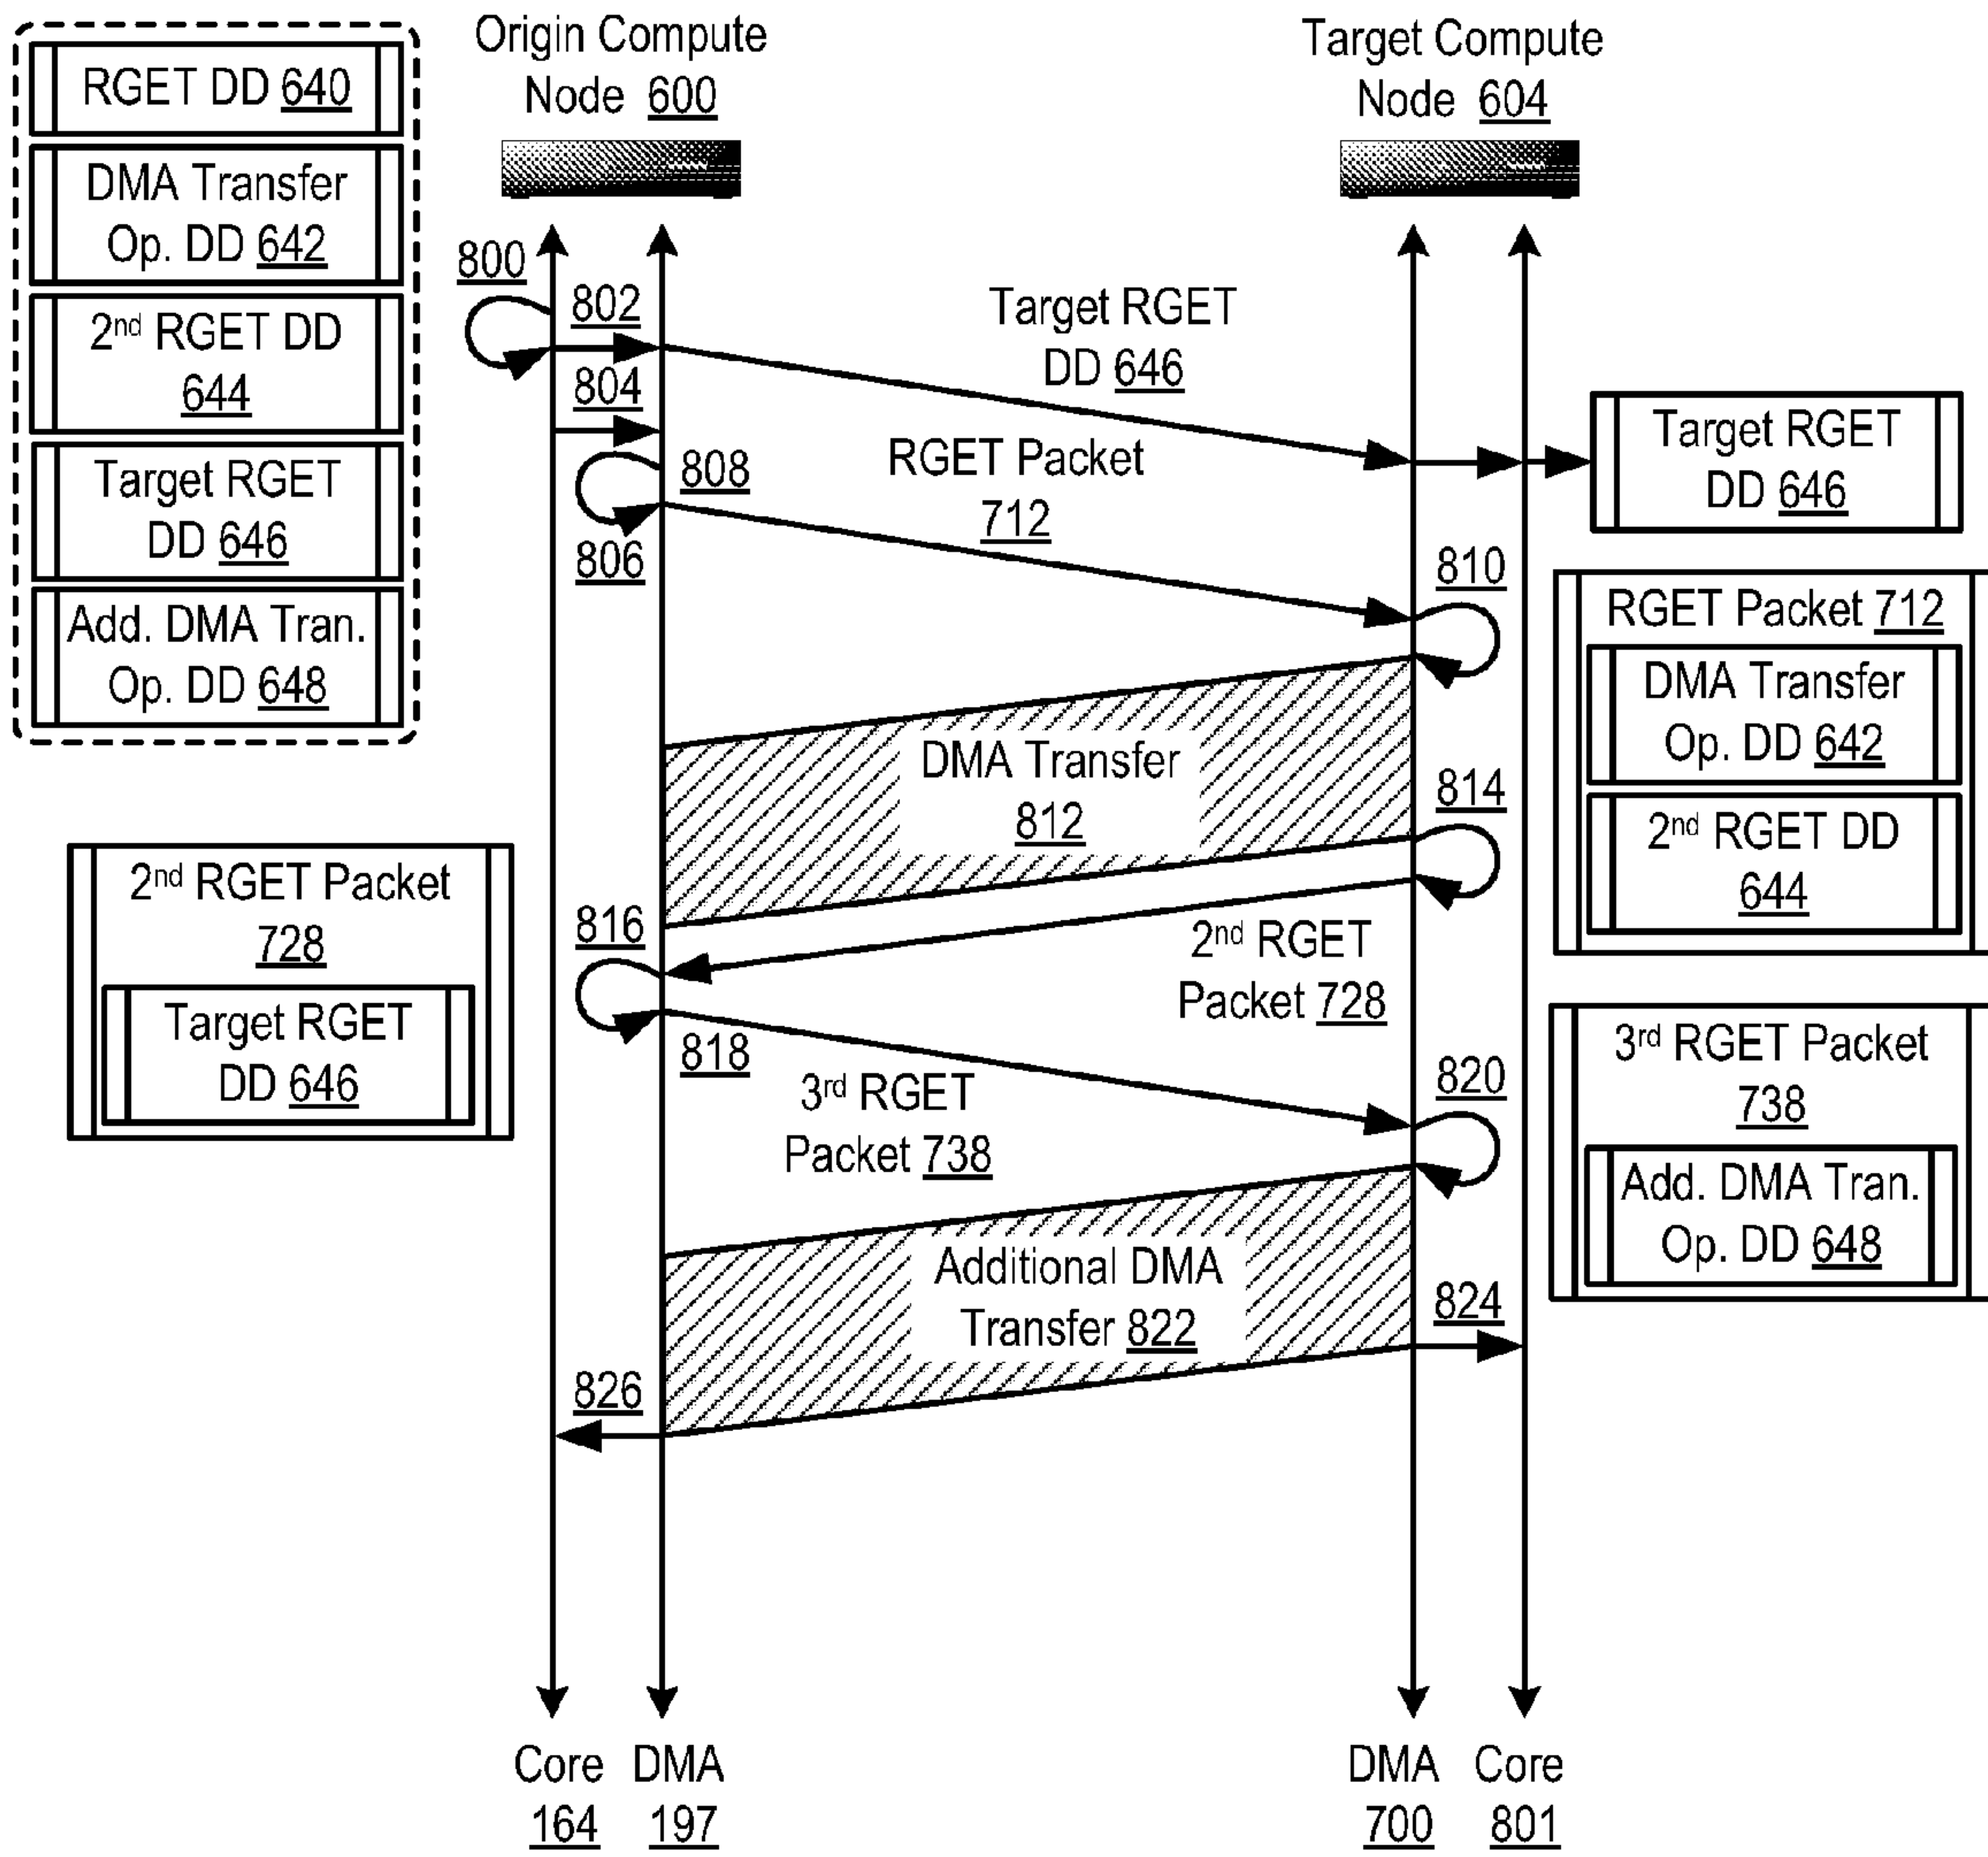 RGET DD 640
DMA Transfer
Op. DD 642
2nd RGET DD
644
Target RGET
DD 646
Add. DMA Tran.
Op. DD 648
Origin Compute
Node 600
Target Compute
Node 604
800
802
804
808
806
Target RGET
DD 646
RGET Packet
712
Target RGET
DD 646
810
RGET Packet 712
DMA Transfer
Op. DD 642
2nd RGET DD
644
DMA Transfer
812
814
2nd RGET Packet
728
Target RGET
DD 646
816
2nd RGET
Packet 728
818
3rd RGET
Packet 738
820
3rd RGET Packet
738
Add. DMA Tran.
Op. DD 648
Additional DMA
Transfer 822
824
826
Core
164
DMA
197
DMA
700
Core
801